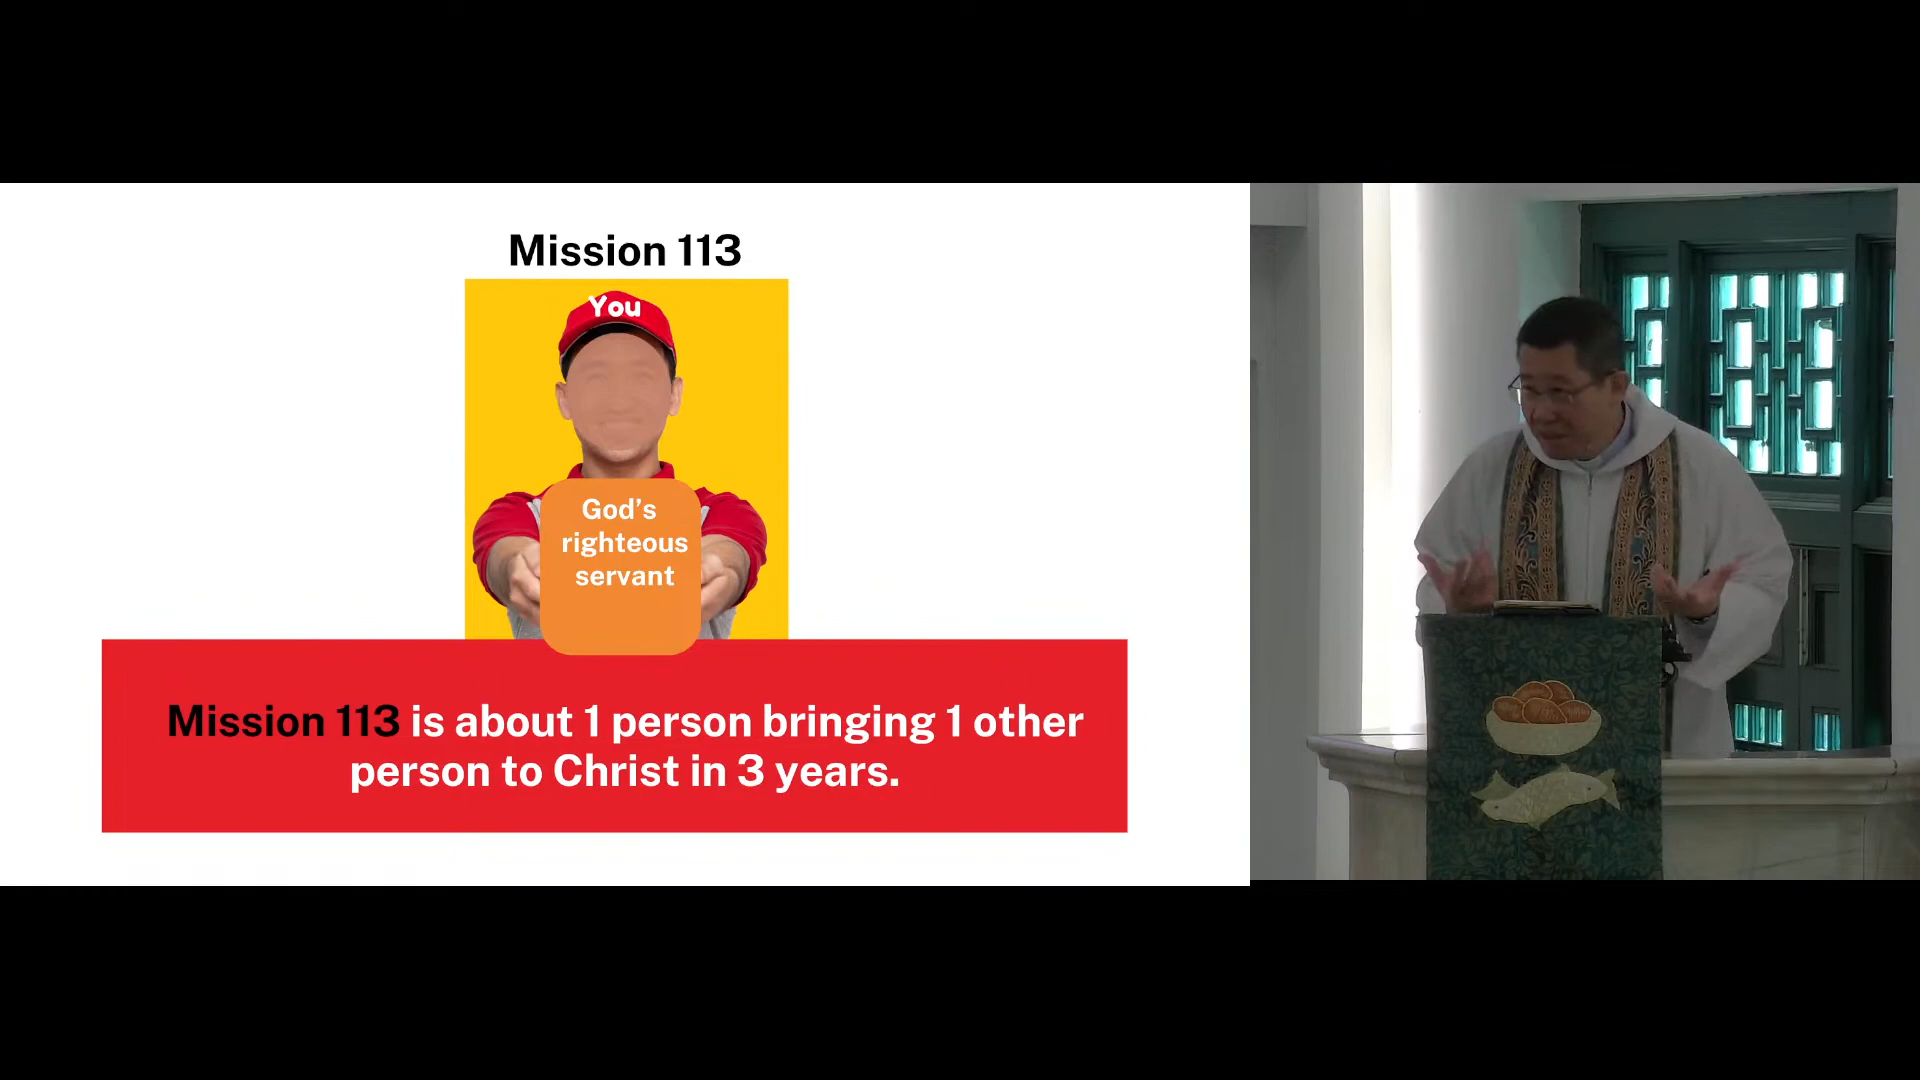 Mission 113
You
God’s
righteous
servant
Mission 113 is about 1 person bringing 1 other
person to Christ in 3 years.